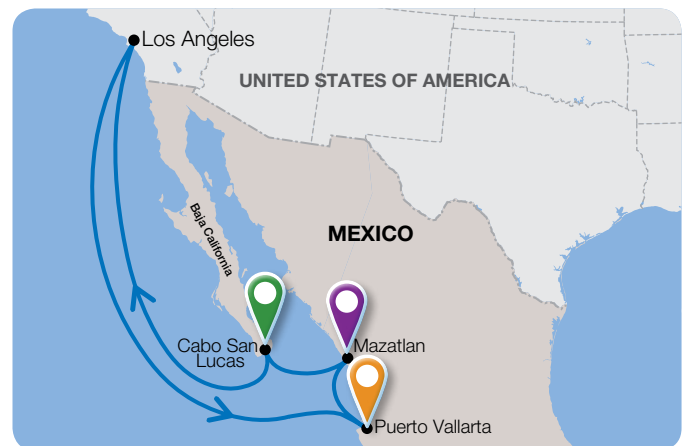 Los Angeles
UNITED STATES OF AMERICA
Baja California
MEXICO
Cabo San
Lucas
Mazatlan
Puerto Vallarta